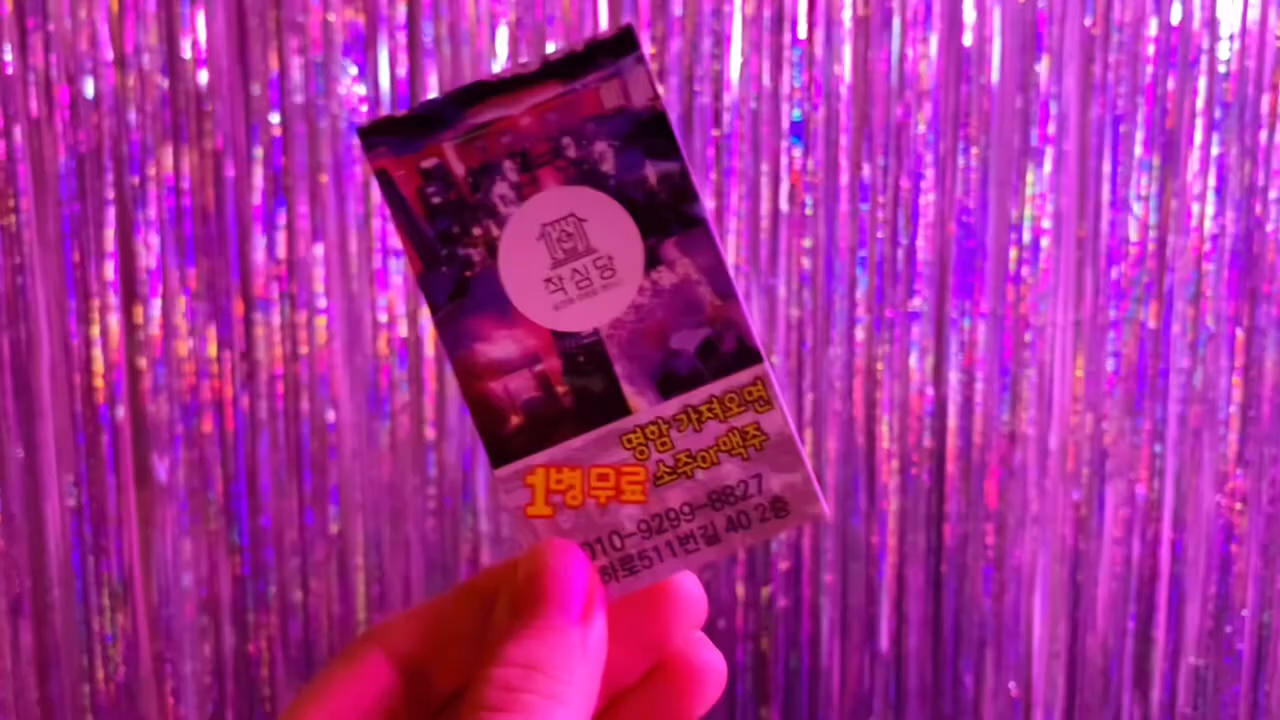 작심당
명함 가져오면
소주or맥주
1병무료
010-9299-8827
하로511번길 40 2층